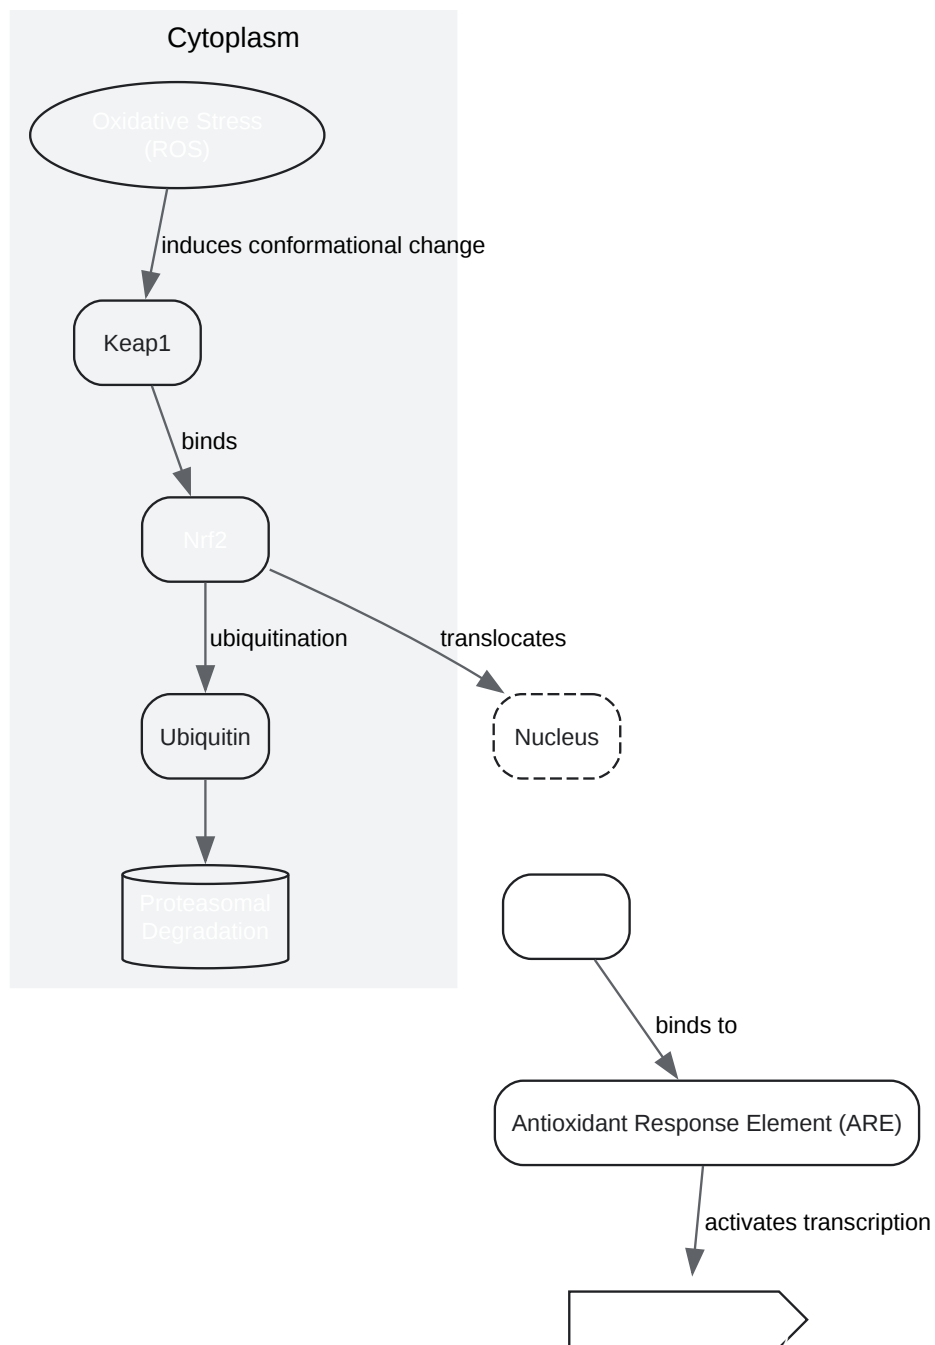 Cytoplasm
Oxidative Stress
(ROS)
induces conformational change
Keap1
binds
Nrf2
ubiquitination
translocates
Ubiquitin
Nucleus
Proteasomal
Degradation
binds to
Antioxidant Response Element (ARE)
activates transcription